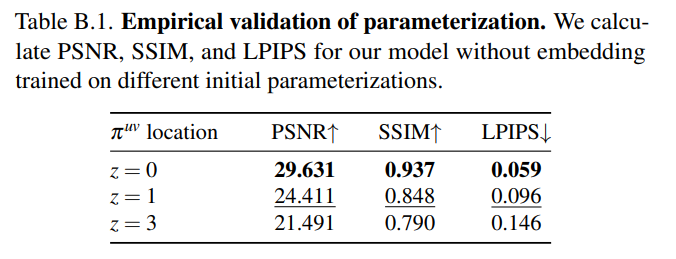 Table B.1. Empirical validation of parameterization. We calcu-
late PSNR, SSIM, and LPIPS for our model without embedding
trained on different initial parameterizations.
π^{uv} location PSNR↑ SSIM↑ LPIPS↓
z = 0 29.631 0.937 0.059
z = 1 24.411 0.848 0.096
z = 3 21.491 0.790 0.146